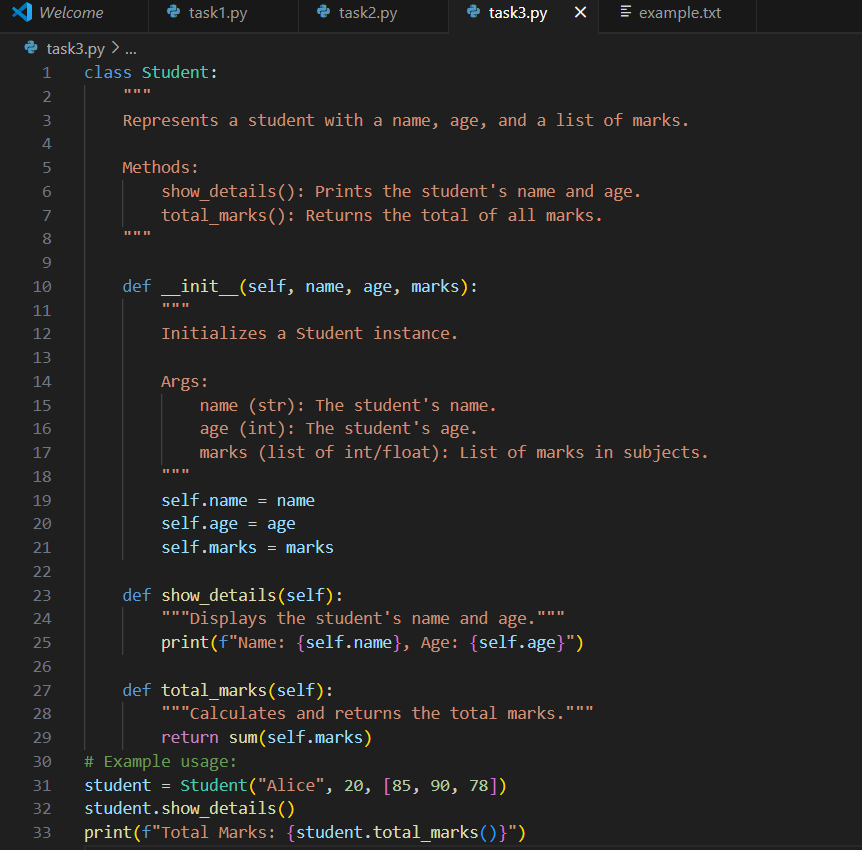 Welcome task1.py task2.py task3.py × example.txt
task3.py > ...
1 class Student:
2     """
3     Represents a student with a name, age, and a list of marks.
4
5     Methods:
6         show_details(): Prints the student's name and age.
7         total_marks(): Returns the total of all marks.
8     """
9
10     def __init__(self, name, age, marks):
11         """
12         Initializes a Student instance.
13
14         Args:
15             name (str): The student's name.
16             age (int): The student's age.
17             marks (list of int/float): List of marks in subjects.
18         """
19         self.name = name
20         self.age = age
21         self.marks = marks
22
23     def show_details(self):
24         """Displays the student's name and age."""
25         print(f"Name: {self.name}, Age: {self.age}")
26
27     def total_marks(self):
28         """Calculates and returns the total marks."""
29         return sum(self.marks)
30 # Example usage:
31 student = Student("Alice", 20, [85, 90, 78])
32 student.show_details()
33 print(f"Total Marks: {student.total_marks()}")